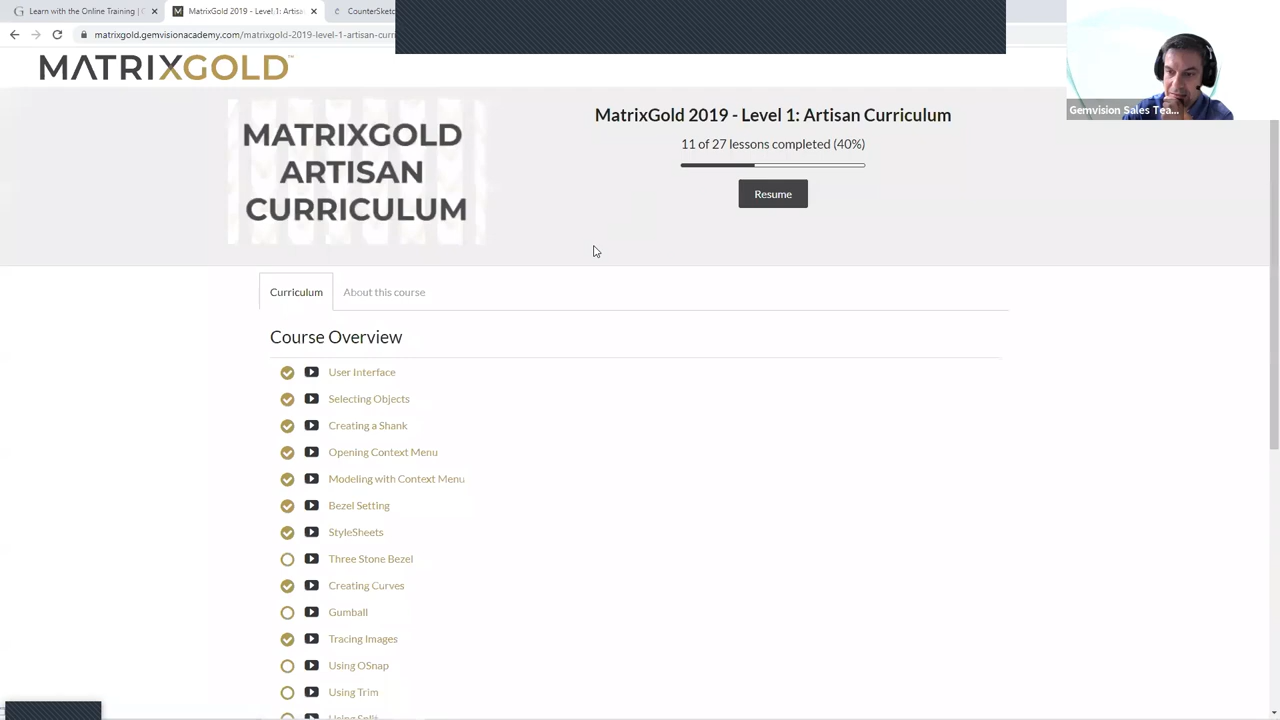 Learn with the Online Training | G
MatrixGold 2019 - Level 1: Artisa
CounterSketc
matrixgold.gemvisionacademy.com/matrixgold-2019-level-1-artisan-curri
MATRIXGOLD
MATRIXGOLD
ARTISAN
CURRICULUM
MatrixGold 2019 - Level 1: Artisan Curriculum
11 of 27 lessons completed (40%)
Resume
Gemvision Sales Tea...
Curriculum
About this course
Course Overview
User Interface
Selecting Objects
Creating a Shank
Opening Context Menu
Modeling with Context Menu
Bezel Setting
StyleSheets
Three Stone Bezel
Creating Curves
Gumball
Tracing Images
Using OSnap
Using Trim
Using Split